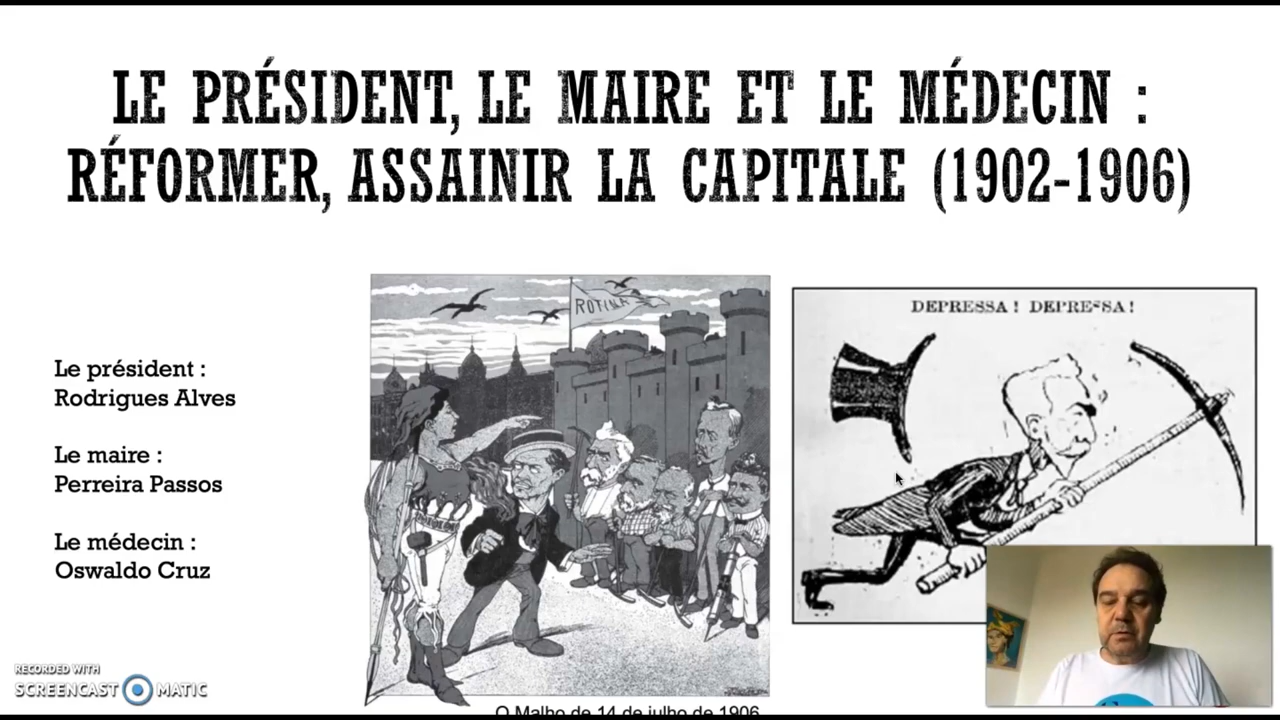 LE PRÉSIDENT, LE MAIRE ET LE MÉDECIN :
RÉFORMER, ASSAINIR LA CAPITALE (1902-1906)
Le président :
Rodrigues Alves
Le maire :
Perreira Passos
Le médecin :
Oswaldo Cruz
ROTINA
DEPRESSA! DEPRESSA!
O Malho de 14 de julho de 1906
RECORDED WITH
SCREENCAST MATIC